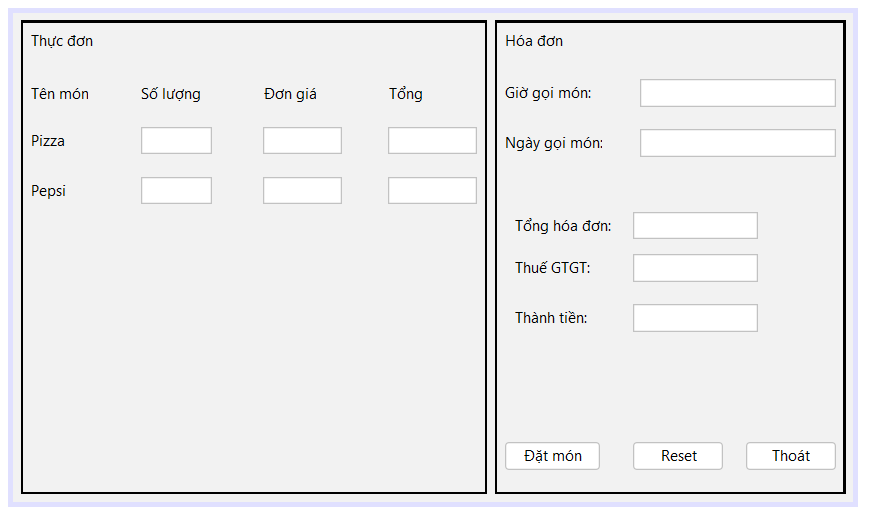 Thực đơn
Tên món Số lượng Đơn giá Tổng
Pizza
Pepsi
Hóa đơn
Giờ gọi món:
Ngày gọi món:
Tổng hóa đơn:
Thuế GTGT:
Thành tiền:
Đặt món Reset Thoát